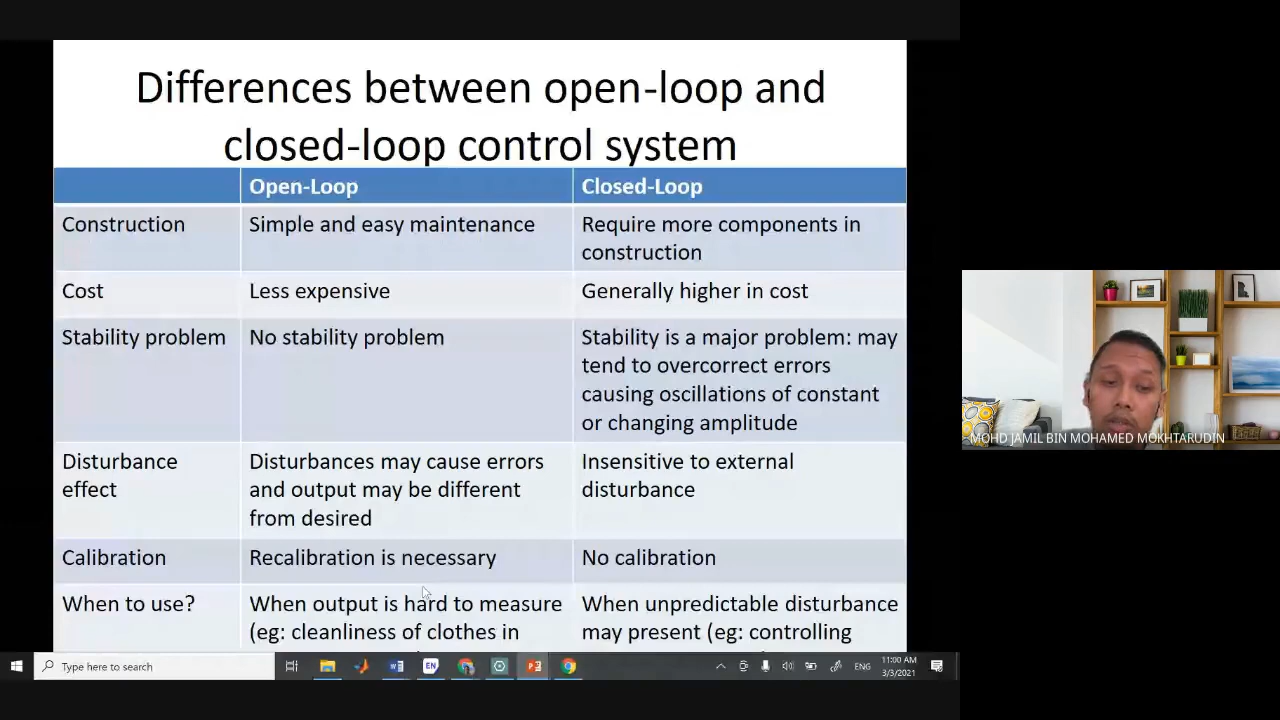 Differences between open-loop and
closed-loop control system
Open-Loop
Closed-Loop
Construction
Simple and easy maintenance
Require more components in
construction
Cost
Less expensive
Generally higher in cost
Stability problem
No stability problem
Stability is a major problem: may
tend to overcorrect errors
causing oscillations of constant
or changing amplitude
Disturbance
effect
Disturbances may cause errors
and output may be different
from desired
Insensitive to external
disturbance
Calibration
Recalibration is necessary
No calibration
When to use?
When output is hard to measure
(eg: cleanliness of clothes in
When unpredictable disturbance
may present (eg: controlling
MOHD JAMIL BIN MOHAMED MOKHTARUDIN
Type here to search
EN
ENG
11:00 AM
3/3/2021